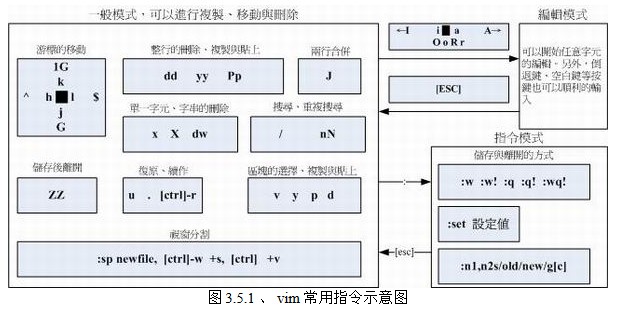 一般模式，可以進行複製、移動與刪除
游標的移動
1G
k
^ h l $
j
G
整行的刪除、複製與貼上
dd yy Pp
兩行合併
J
單一字元、字串的刪除
x X dw
搜尋、重複搜尋
/ nN
儲存後離開
ZZ
復原、續作
u . [ctrl]-r
區塊的選擇、複製與貼上
v y p d
視窗分割
:sp newfile, [ctrl]-w +s, [ctrl] +v
←I i a A→
O o R r
[ESC]
編輯模式
可以開始任意字元
的編輯。另外，倒
退鍵、空白鍵等按
鍵也可以順利的輸
入
:
[esc]
指令模式
儲存與離開的方式
:w :w! :q :q! :wq!
:set 設定值
:n1,n2s/old/new/g[c]
图 3.5.1 、 vim 常用指令示意图